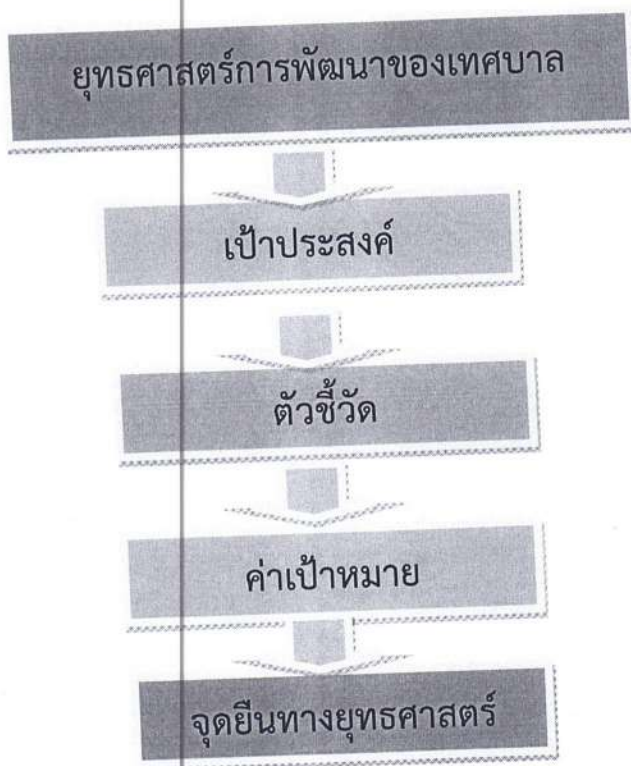 ยุทธศาสตร์การพัฒนาของเทศบาล
เป้าประสงค์
ตัวชี้วัด
ค่าเป้าหมาย
จุดยืนทางยุทธศาสตร์